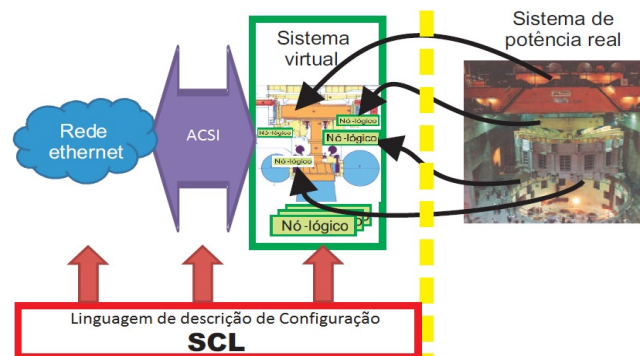 Sistema
virtual
Sistema de
potência real
Rede
ethernet
ACSI
Nó-lógico
Nó-lógico
Nó-lógico
Nó-lógico
Nó-lógico
Linguagem de descrição de Configuração
SCL